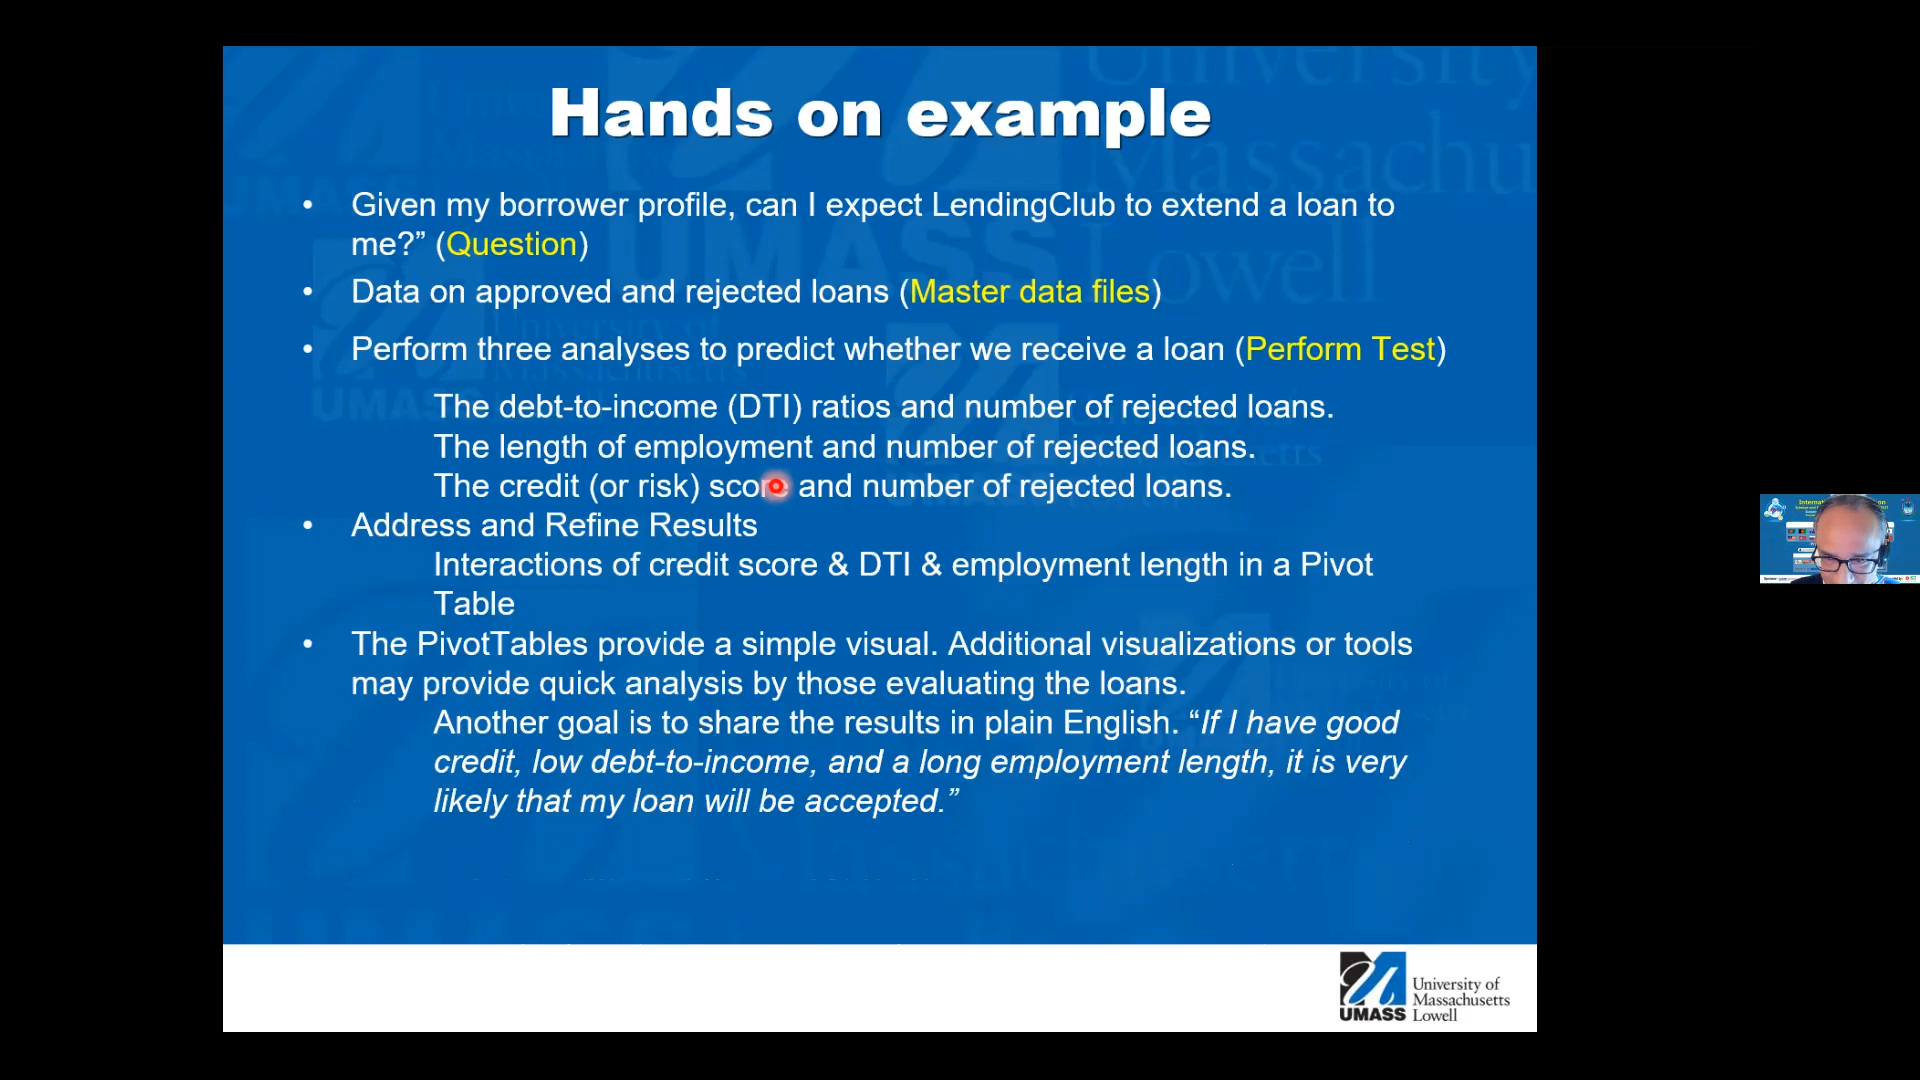 Hands on example
• Given my borrower profile, can I expect LendingClub to extend a loan to
me?” (Question)
• Data on approved and rejected loans (Master data files)
• Perform three analyses to predict whether we receive a loan (Perform Test)
The debt-to-income (DTI) ratios and number of rejected loans.
The length of employment and number of rejected loans.
The credit (or risk) score and number of rejected loans.
• Address and Refine Results
Interactions of credit score & DTI & employment length in a Pivot
Table
• The PivotTables provide a simple visual. Additional visualizations or tools
may provide quick analysis by those evaluating the loans.
Another goal is to share the results in plain English. “If I have good
credit, low debt-to-income, and a long employment length, it is very
likely that my loan will be accepted.”
UMASS
University of
Massachusetts
Lowell